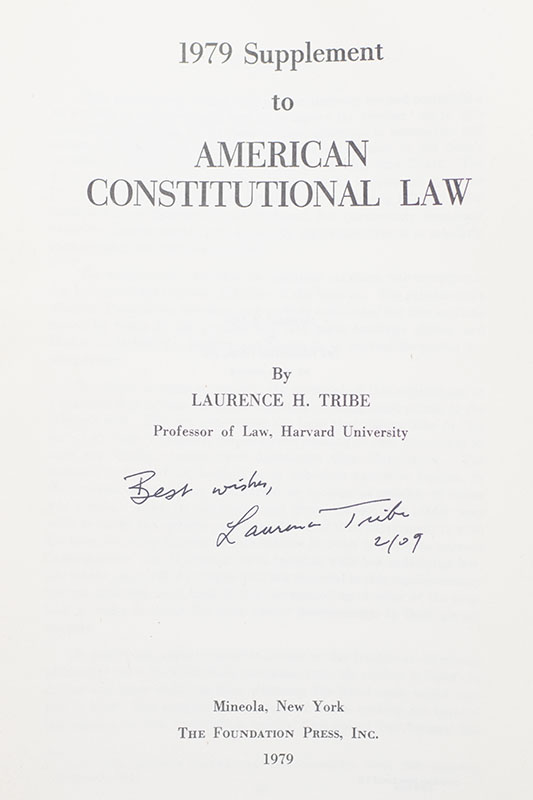 1979 Supplement
to
AMERICAN
CONSTITUTIONAL LAW
By
LAURENCE H. TRIBE
Professor of Law, Harvard University
Best wishes,
Laurence Tribe
2/09
Mineola, New York
THE FOUNDATION PRESS, INC.
1979